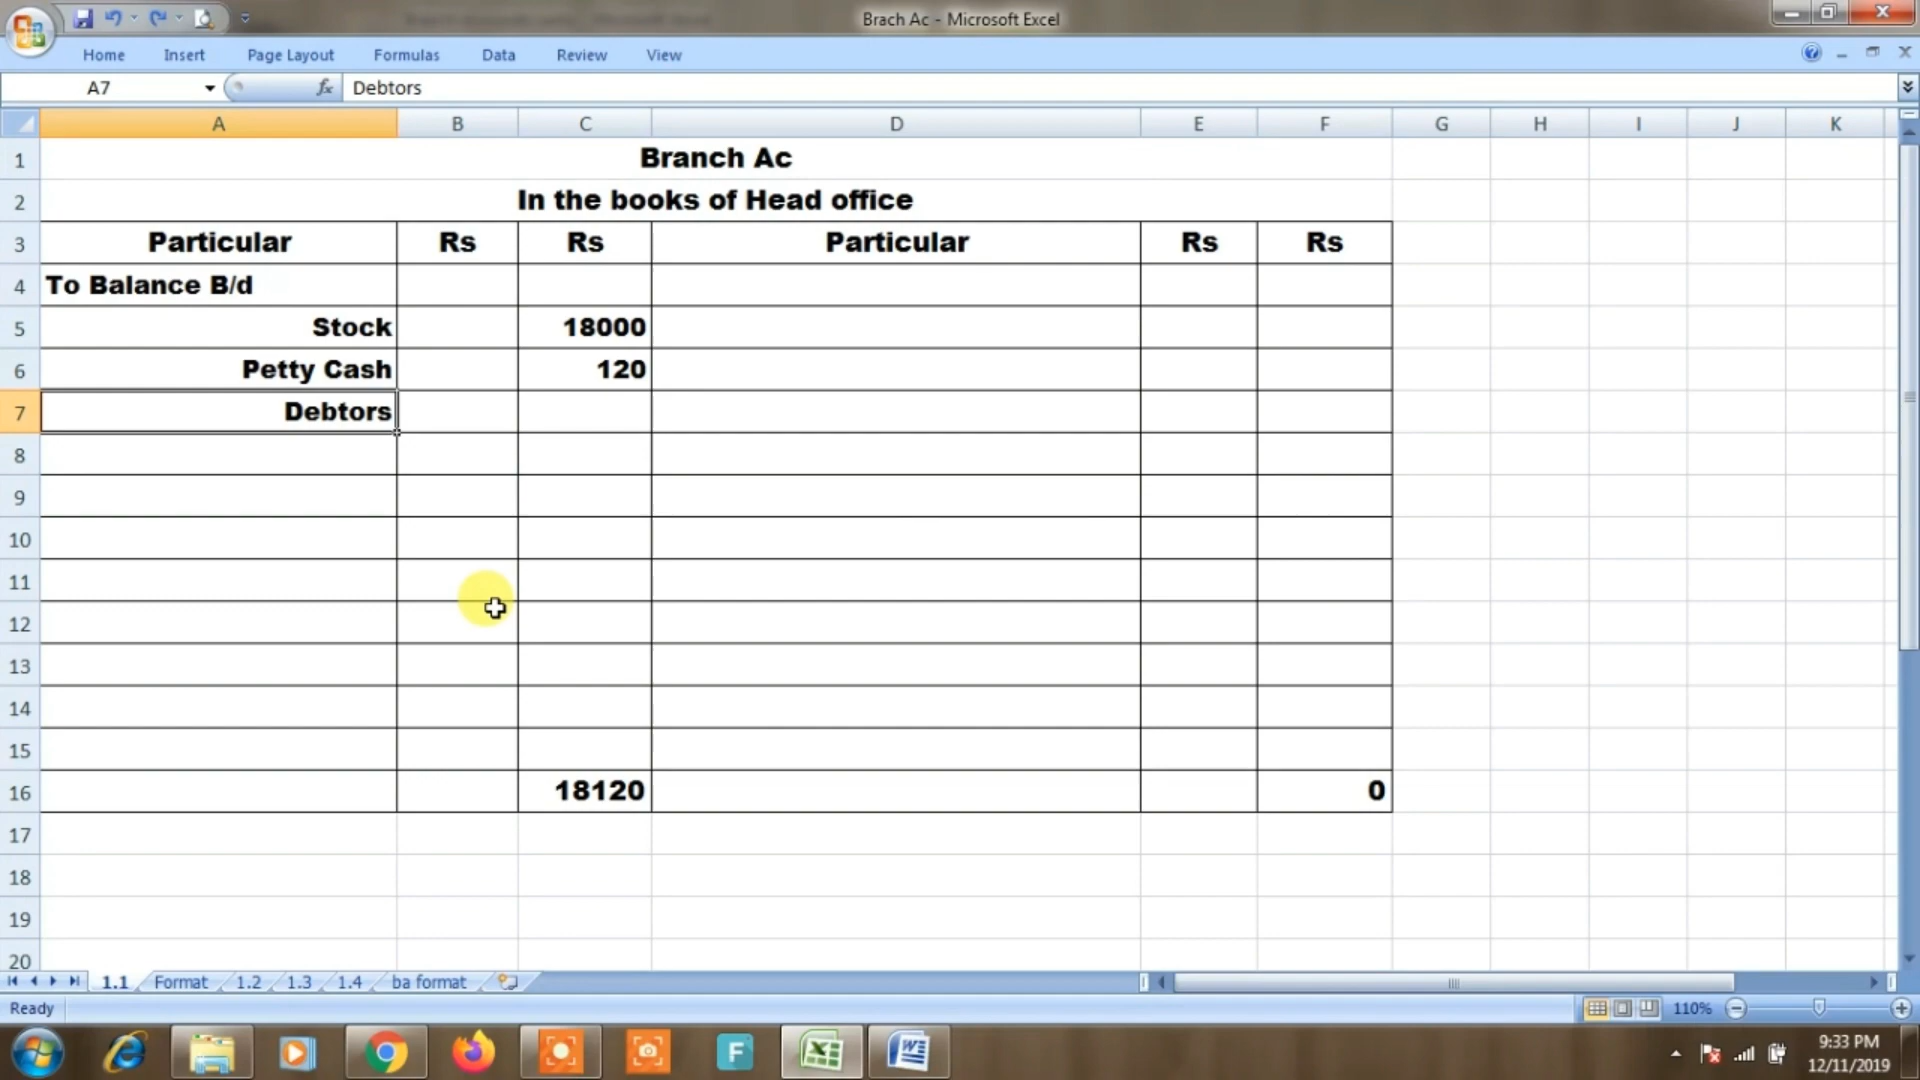 Brach Ac - Microsoft Excel
Home Insert Page Layout Formulas Data Review View
A7 fx Debtors
A B C D E F G H I J K
1 Branch Ac
2 In the books of Head office
3 Particular Rs Rs Particular Rs Rs
4 To Balance B/d
5 Stock 18000
6 Petty Cash 120
7 Debtors
8
9
10
11
12
13
14
15
16 18120 0
17
18
19
20
1.1 Format 1.2 1.3 1.4 ba format
Ready 110%
F
9:33 PM
12/11/2019